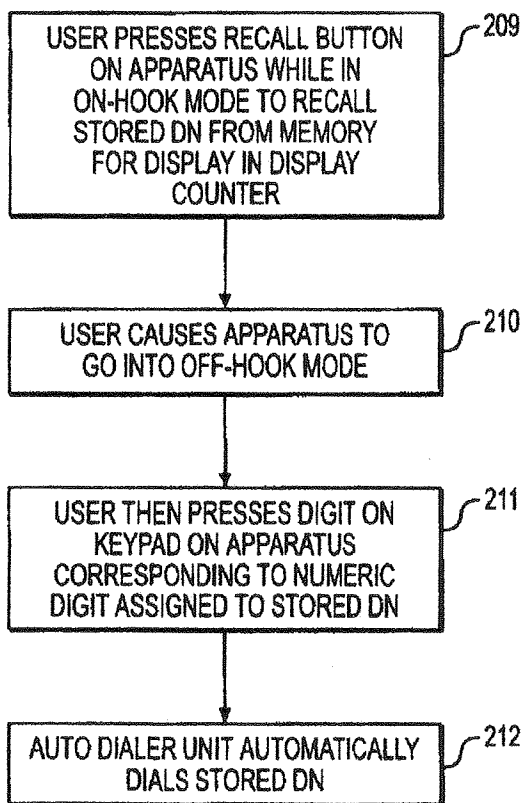 USER PRESSES RECALL BUTTON
ON APPARATUS WHILE IN
ON-HOOK MODE TO RECALL
STORED DN FROM MEMORY
FOR DISPLAY IN DISPLAY
COUNTER
209
USER CAUSES APPARATUS TO
GO INTO OFF-HOOK MODE
210
USER THEN PRESSES DIGIT ON
KEYPAD ON APPARATUS
CORRESPONDING TO NUMERIC
DIGIT ASSIGNED TO STORED DN
211
AUTO DIALER UNIT AUTOMATICALLY
DIALS STORED DN
212